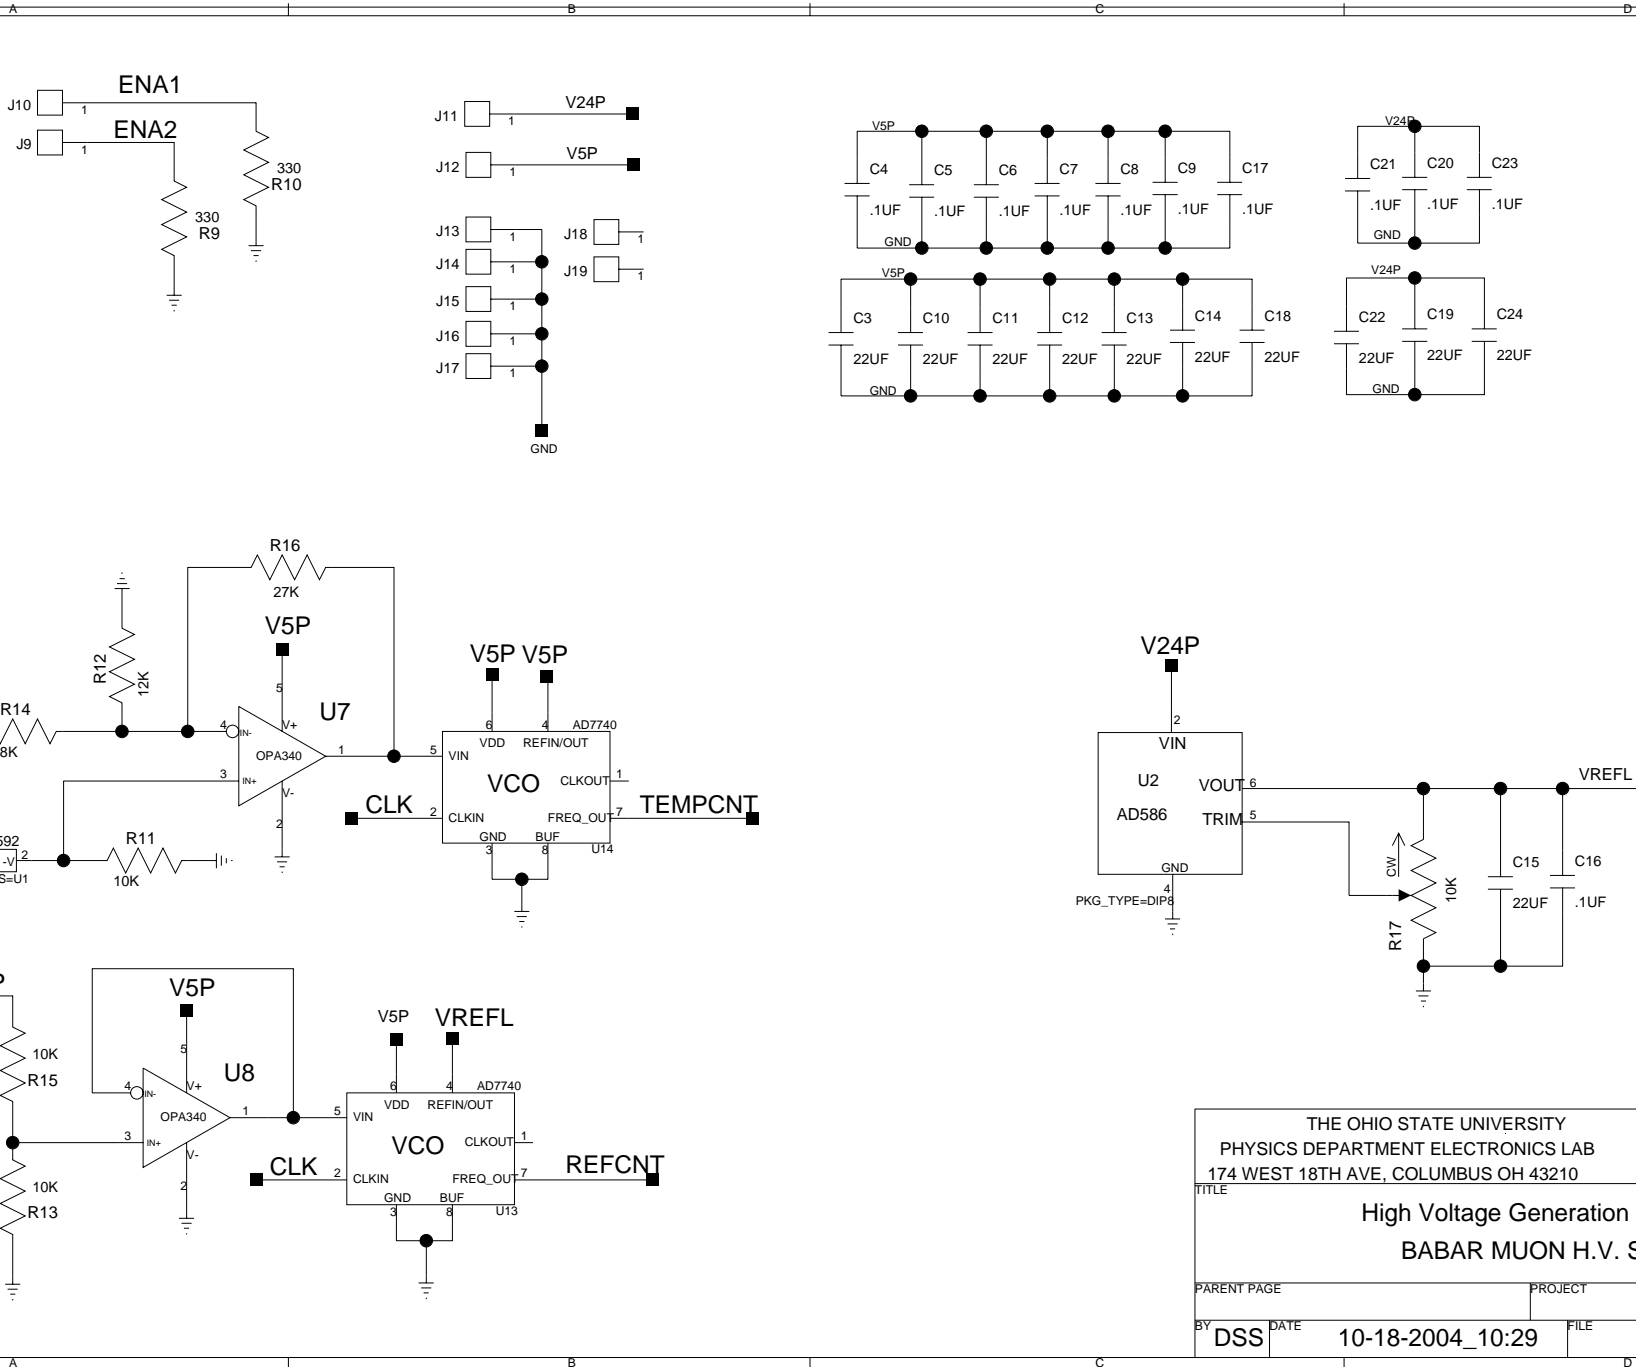 A B C D
ENA1
J10 1
ENA2
J9 1
330
R10
330
R9
J11 1 V24P
J12 1 V5P
J13 1
J14 1
J15 1
J16 1
J17 1
J18 1
J19 1
GND
V5P
C4 C5 C6 C7 C8 C9 C17
.1UF .1UF .1UF .1UF .1UF .1UF .1UF
GND
V5P
C3 C10 C11 C12 C13 C14 C18
22UF 22UF 22UF 22UF 22UF 22UF 22UF
GND
V24P
C21 C20 C23
.1UF .1UF .1UF
GND
V24P
C22 C19 C24
22UF 22UF 22UF
GND
R16
27K
V5P
R12
12K
R14
8K
5
U7
4 IN- V+
OPA340 1
3 IN+ V-
2
592
-V 2
S=U1
R11
10K
V5P V5P
6 4 AD7740
VDD REFIN/OUT
5 VIN
VCO CLKOUT 1
CLK 2 CLKIN FREQ_OUT 7 TEMPCNT
GND BUF
3 8 U14
V24P
2
VIN
U2 VOUT 6
AD586 TRIM 5
GND
4
PKG_TYPE=DIP8
VREFL
CW
10K
R17
C15
22UF
C16
.1UF
P
10K
R15
10K
R13
V5P
5
U8
4 IN- V+
OPA340 1
3 IN+ V-
2
V5P VREFL
6 4 AD7740
VDD REFIN/OUT
5 VIN
VCO CLKOUT 1
CLK 2 CLKIN FREQ_OUT 7 REFCNT
GND BUF
3 8 U13
THE OHIO STATE UNIVERSITY
PHYSICS DEPARTMENT ELECTRONICS LAB
174 WEST 18TH AVE, COLUMBUS OH 43210
TITLE
High Voltage Generation
BABAR MUON H.V. S
PARENT PAGE PROJECT
BY DSS DATE 10-18-2004_10:29 FILE
A B C D